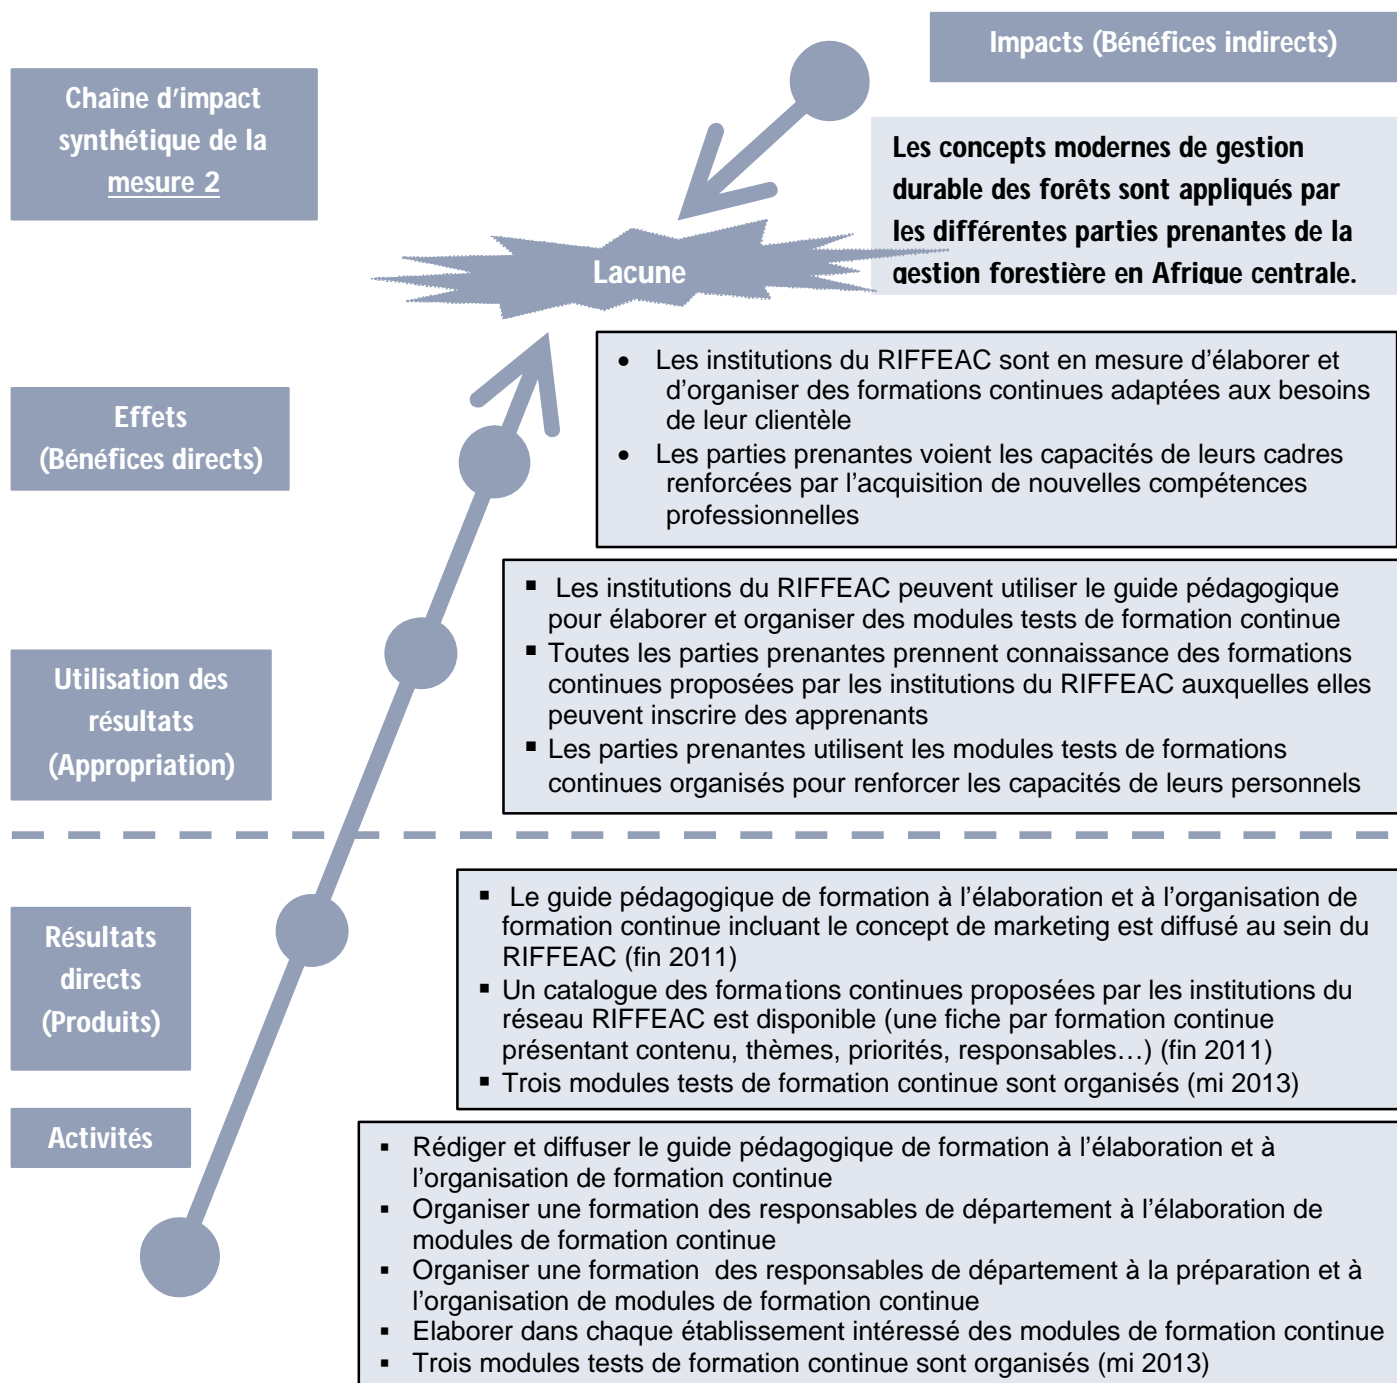 Impacts (Bénéfices indirects)
Chaîne d'impact
synthétique de la
mesure 2
Les concepts modernes de gestion
durable des forêts sont appliqués par
les différentes parties prenantes de la
gestion forestière en Afrique centrale.
Lacune
Effets
(Bénéfices directs)
• Les institutions du RIFFEAC sont en mesure d’élaborer et
d’organiser des formations continues adaptées aux besoins
de leur clientèle
• Les parties prenantes voient les capacités de leurs cadres
renforcées par l’acquisition de nouvelles compétences
professionnelles
Utilisation des
résultats
(Appropriation)
▪ Les institutions du RIFFEAC peuvent utiliser le guide pédagogique
pour élaborer et organiser des modules tests de formation continue
▪ Toutes les parties prenantes prennent connaissance des formations
continues proposées par les institutions du RIFFEAC auxquelles elles
peuvent inscrire des apprenants
▪ Les parties prenantes utilisent les modules tests de formations
continues organisés pour renforcer les capacités de leurs personnels
Résultats
directs
(Produits)
▪ Le guide pédagogique de formation à l’élaboration et à l’organisation de
formation continue incluant le concept de marketing est diffusé au sein du
RIFFEAC (fin 2011)
▪ Un catalogue des formations continues proposées par les institutions du
réseau RIFFEAC est disponible (une fiche par formation continue
présentant contenu, thèmes, priorités, responsables…) (fin 2011)
▪ Trois modules tests de formation continue sont organisés (mi 2013)
Activités
▪ Rédiger et diffuser le guide pédagogique de formation à l’élaboration et à
l’organisation de formation continue
▪ Organiser une formation des responsables de département à l’élaboration de
modules de formation continue
▪ Organiser une formation des responsables de département à la préparation et à
l’organisation de modules de formation continue
▪ Elaborer dans chaque établissement intéressé des modules de formation continue
▪ Trois modules tests de formation continue sont organisés (mi 2013)